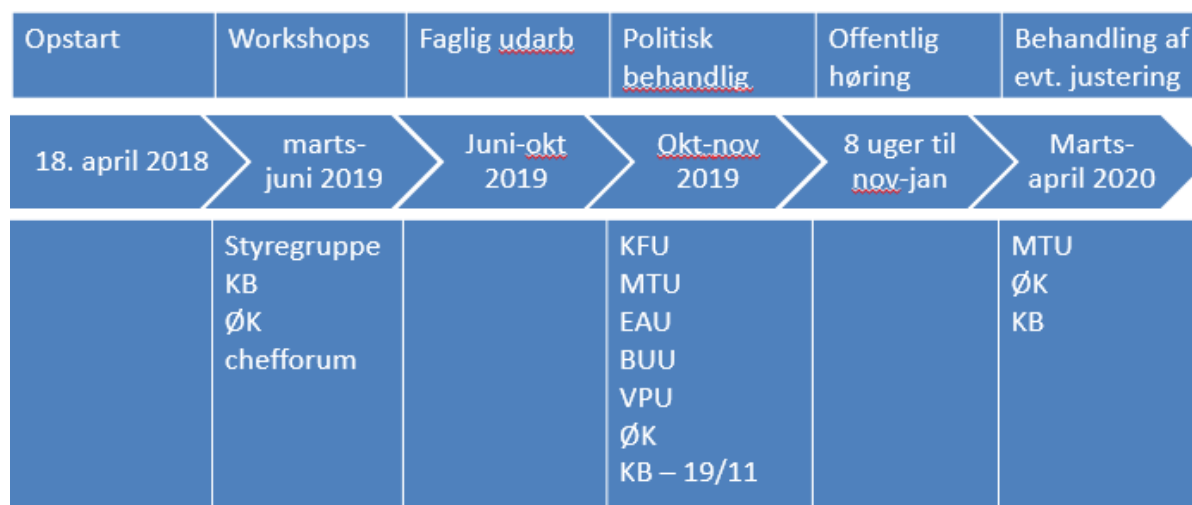 Opstart
Workshops
Faglig udarb
Politisk
behandlig
Offentlig
høring
Behandling af
evt. justering
18. april 2018
marts-
juni 2019
Juni-okt
2019
Okt-nov
2019
8 uger til
nov-jan
Marts-
april 2020
Styregruppe
KB
ØK
chefforum
KFU
MTU
EAU
BUU
VPU
ØK
KB – 19/11
MTU
ØK
KB